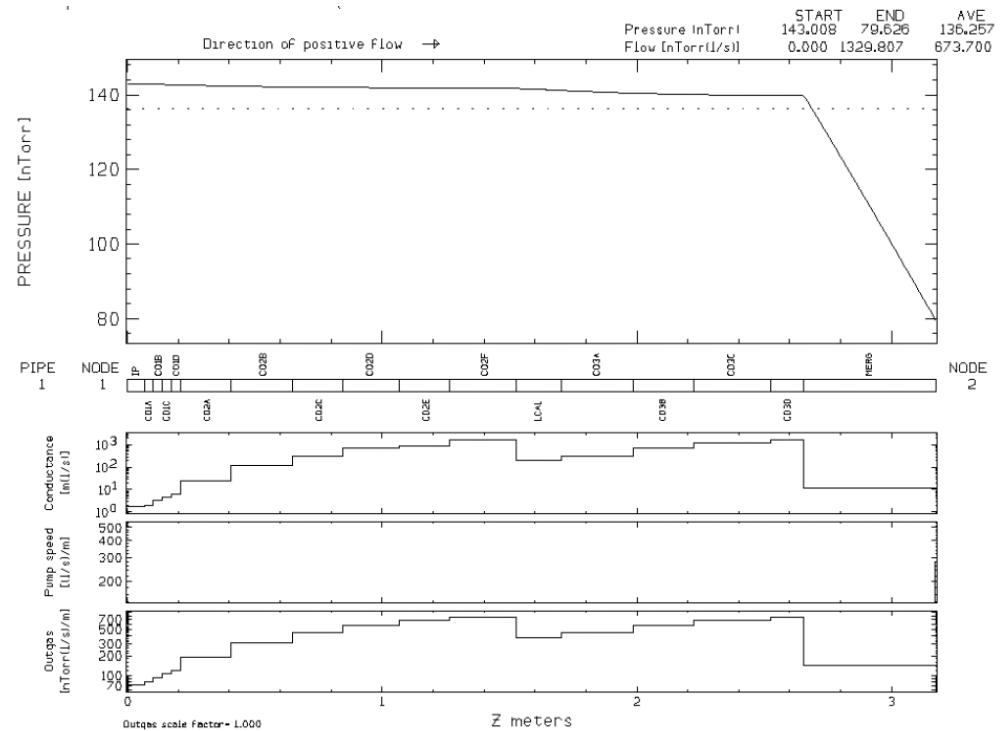 START END AVE
Pressure [nTorr] 143.008 79.626 136.257
Direction of positive flow → Flow [nTorr(l/s)] 0.000 1329.807 673.700
PRESSURE [nTorr]
140
120
100
80
PIPE NODE IP C01B C01D C02B C02D C02F C03A C03C MERG NODE
1 1 2
C01A C01C C02A C02C C02E LCAL C03B C03D
Conductance
[m(l/s)]
10³
10²
10¹
10⁰
Pump speed
[(l/s)/m]
500
400
300
200
Outgas
[nTorr(l/s)/m]
700
500
300
200
100
70
0 1 2 3
Z meters
Outgas scale factor= 1.000